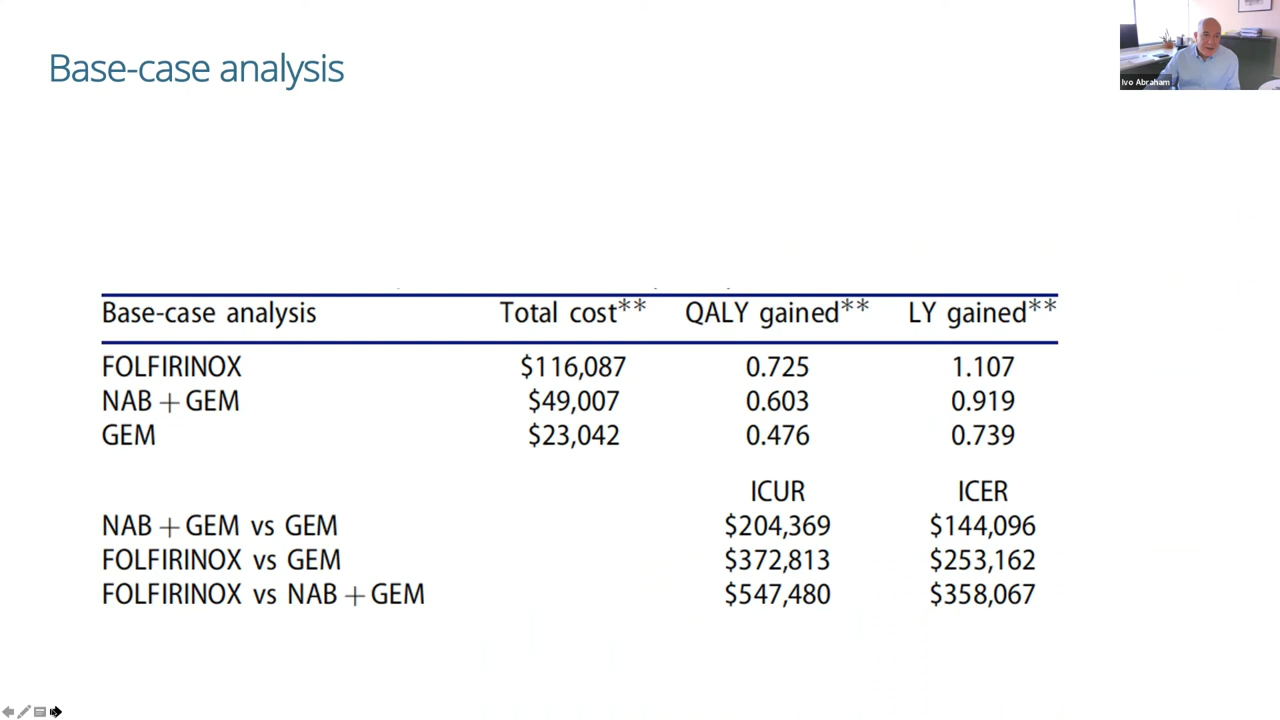 Base-case analysis
Ivo Abraham
Base-case analysis Total cost** QALY gained** LY gained**
FOLFIRINOX $116,087 0.725 1.107
NAB + GEM $49,007 0.603 0.919
GEM $23,042 0.476 0.739
ICUR ICER
NAB + GEM vs GEM $204,369 $144,096
FOLFIRINOX vs GEM $372,813 $253,162
FOLFIRINOX vs NAB + GEM $547,480 $358,067